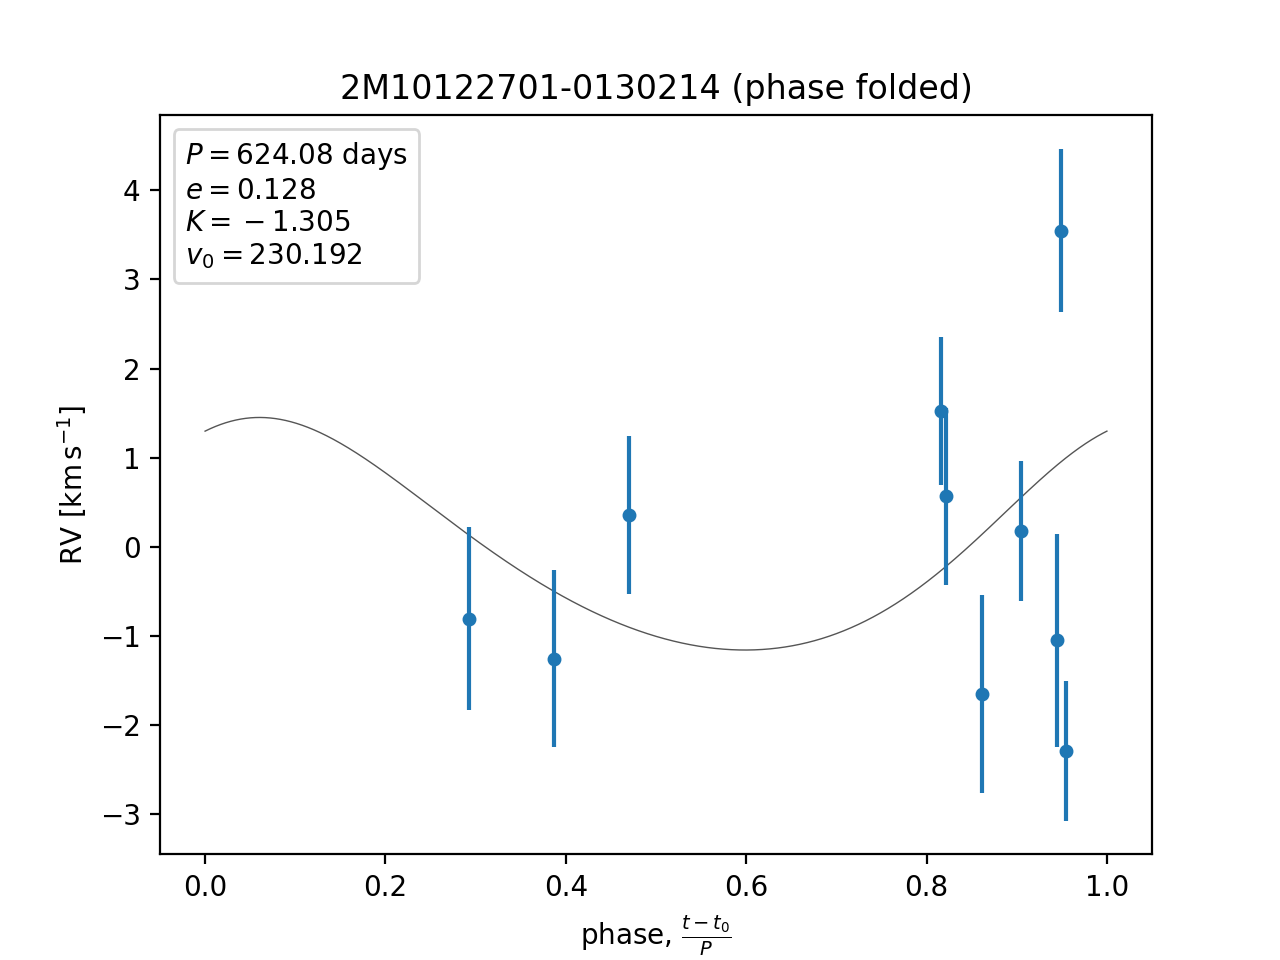 2M10122701-0130214 (phase folded)
P = 624.08 days
e = 0.128
K = −1.305
v₀ = 230.192
RV [km s⁻¹]
4
3
2
1
0
−1
−2
−3
0.0 0.2 0.4 0.6 0.8 1.0
phase, (t − t₀)/P